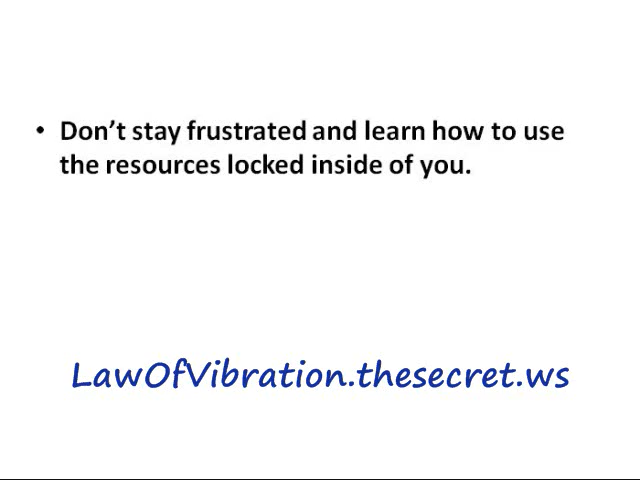 • Don't stay frustrated and learn how to use
the resources locked inside of you.
LawOfVibration.thesecret.ws